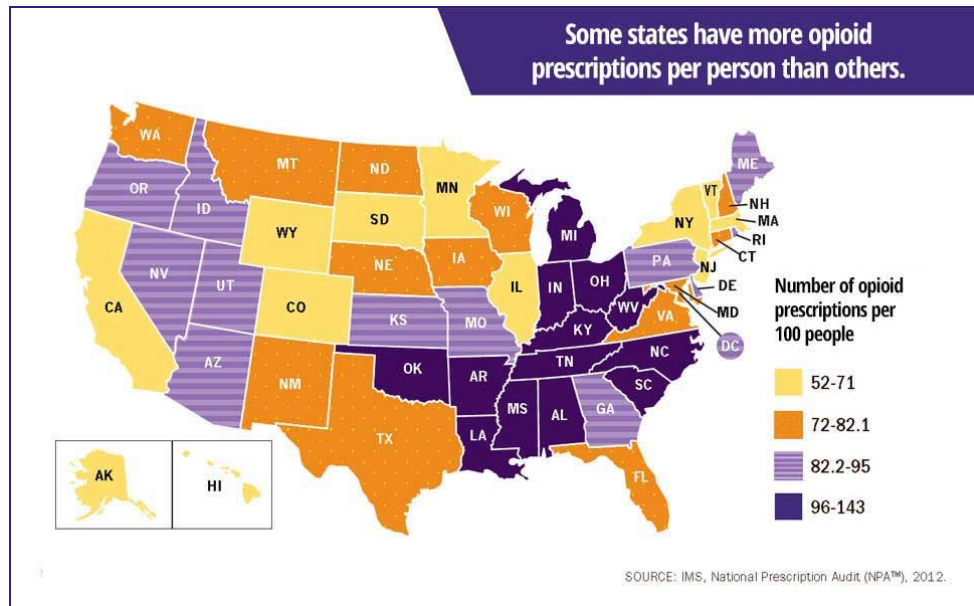 Some states have more opioid
prescriptions per person than others.
WA
MT
ND
MN
ME
OR
ID
SD
WI
VT
NH
WY
MI
NY
MA
RI
CT
NE
IA
PA
NJ
NV
UT
CO
IL
IN
OH
DE
MD
CA
KS
MO
WV
VA
KY
DC
AZ
NM
OK
AR
TN
NC
SC
TX
MS
AL
GA
LA
FL
AK
HI
Number of opioid
prescriptions per
100 people
52-71
72-82.1
82.2-95
96-143
SOURCE: IMS, National Prescription Audit (NPA™), 2012.